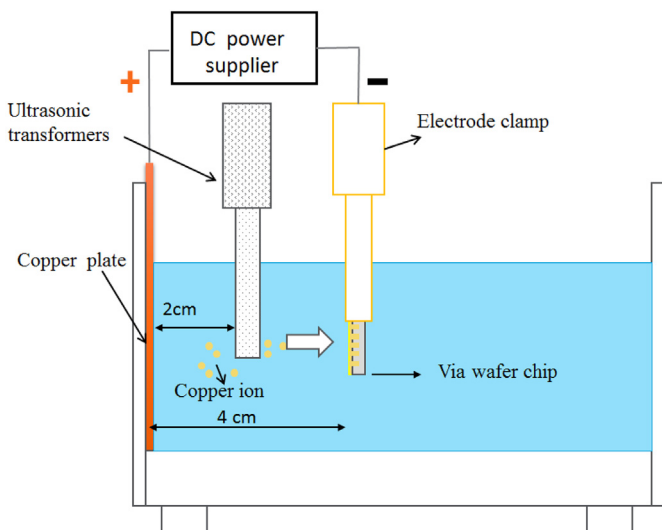 DC power
supplier
+
-
Ultrasonic
transformers
Electrode clamp
Copper plate
2cm
Copper ion
Via wafer chip
4 cm